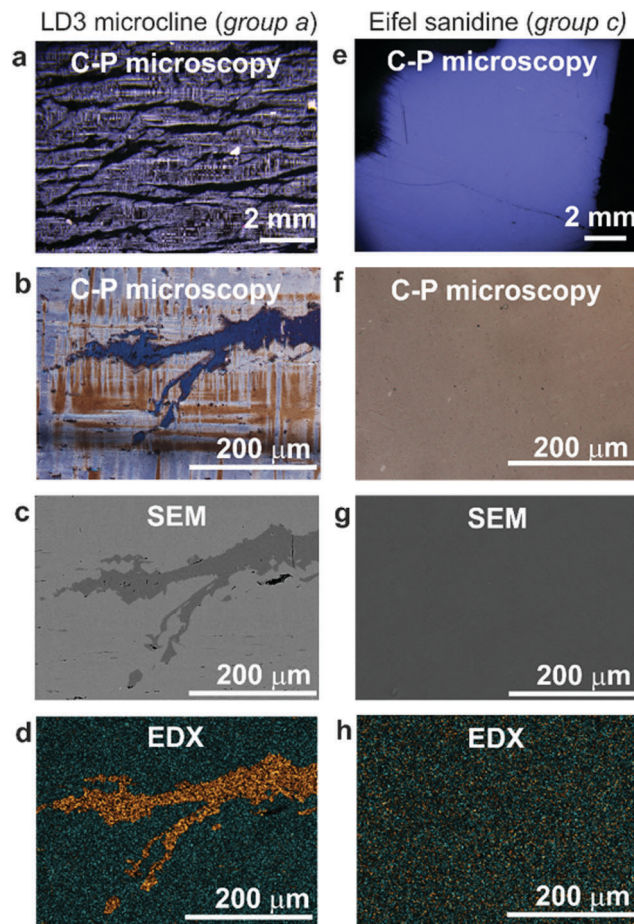 LD3 microcline (group a)
Eifel sanidine (group c)
a
C-P microscopy
2 mm
e
C-P microscopy
2 mm
b
C-P microscopy
200 μm
f
C-P microscopy
200 μm
c
SEM
200 μm
g
SEM
200 μm
d
EDX
200 μm
h
EDX
200 μm